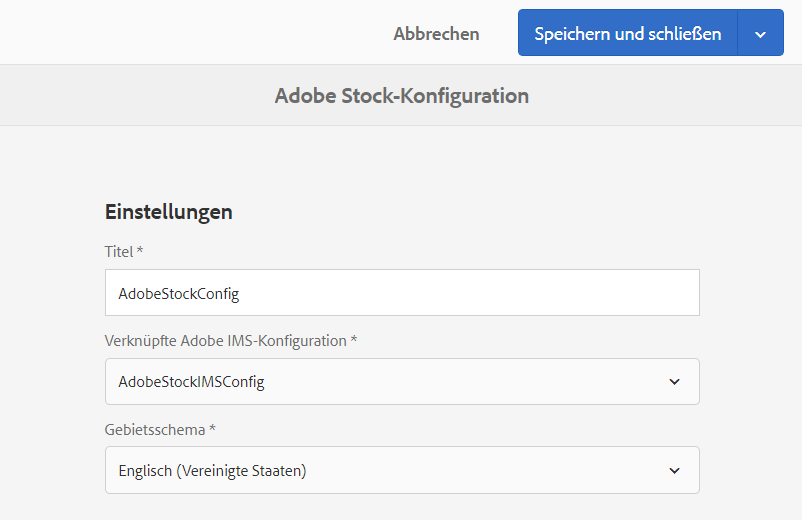 Abbrechen
Speichern und schließen
Adobe Stock-Konfiguration
Einstellungen
Titel *
AdobeStockConfig
Verknüpfte Adobe IMS-Konfiguration *
AdobeStockIMSConfig
Gebietsschema *
Englisch (Vereinigte Staaten)